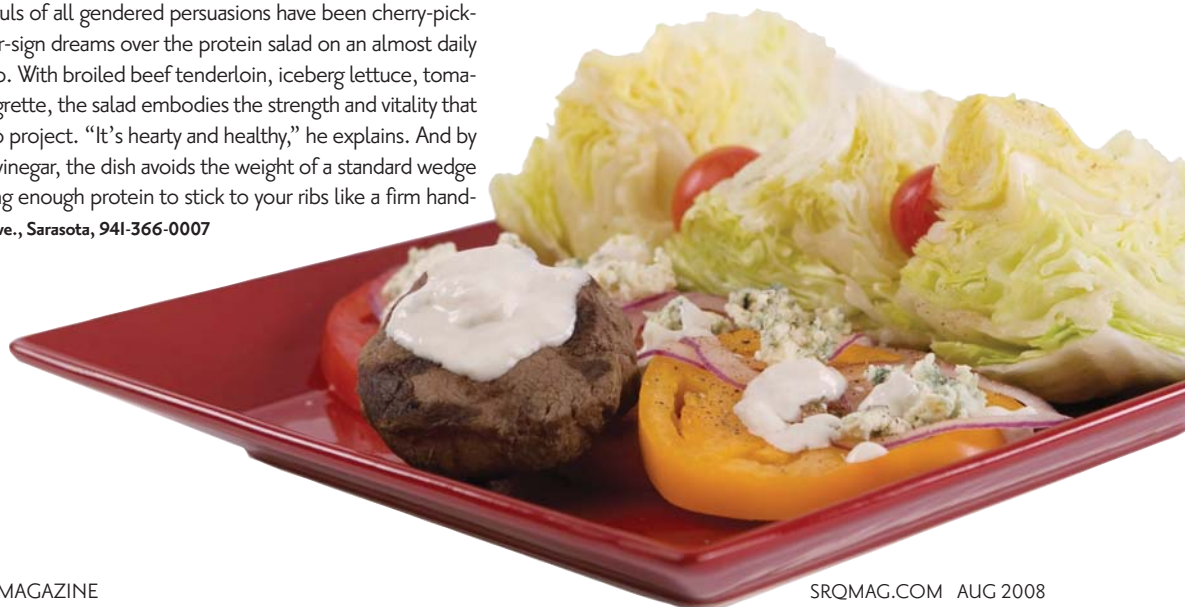 uls of all gendered persuasions have been cherry-pick-
r-sign dreams over the protein salad on an almost daily
o. With broiled beef tenderloin, iceberg lettuce, toma-
grette, the salad embodies the strength and vitality that
o project. “It’s hearty and healthy,” he explains. And by
vinegar, the dish avoids the weight of a standard wedge
ng enough protein to stick to your ribs like a firm hand-
ve., Sarasota, 941-366-0007
MAGAZINE
SRQMAG.COM AUG 2008